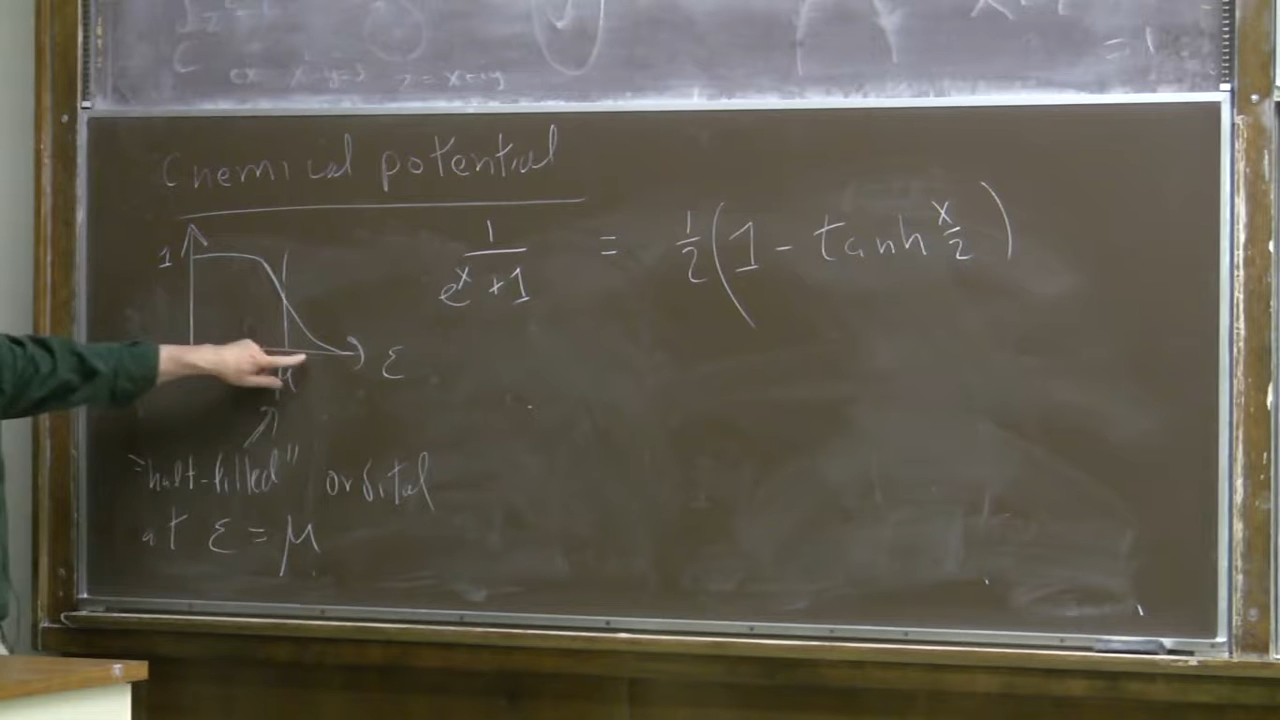 Chemical potential
1
ε
μ
1/(e^x + 1) = 1/2 (1 - tanh x/2)
"half-filled" orbital
at ε = μ